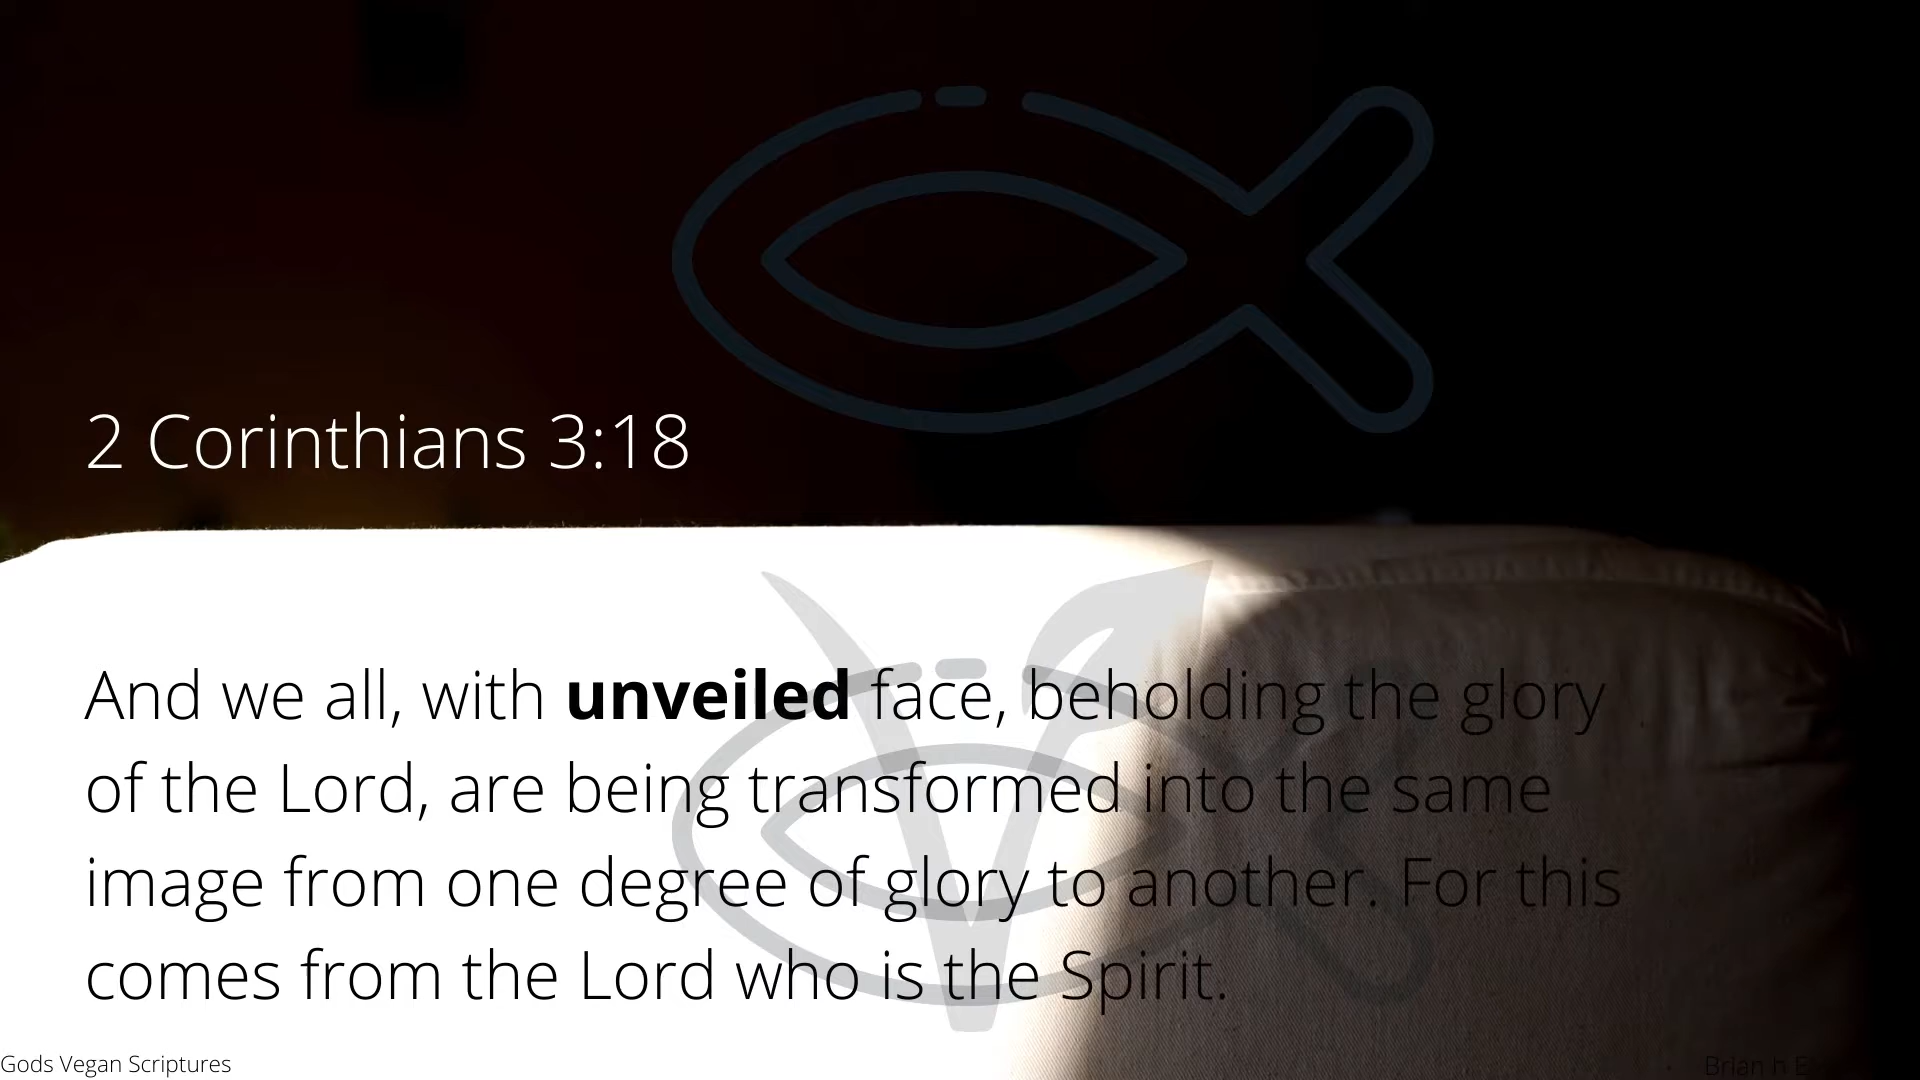 2 Corinthians 3:18
And we all, with unveiled face, beholding the glory
of the Lord, are being transformed into the same
image from one degree of glory to another. For this
comes from the Lord who is the Spirit.
Gods Vegan Scriptures
Brian h